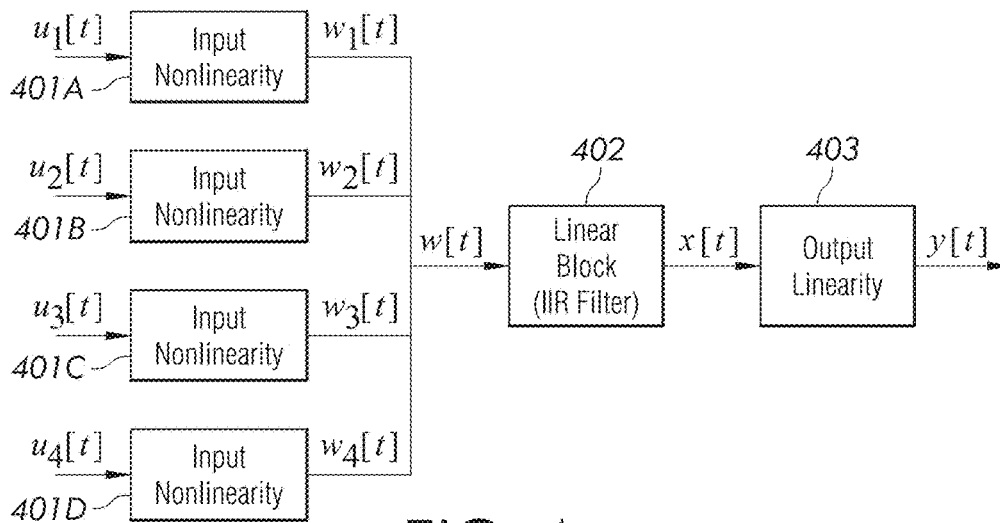 u1[t]
Input
Nonlinearity
w1[t]
401A
u2[t]
Input
Nonlinearity
w2[t]
401B
w[t]
402
Linear
Block
(IIR Filter)
x[t]
403
Output
Linearity
y[t]
u3[t]
Input
Nonlinearity
w3[t]
401C
u4[t]
Input
Nonlinearity
w4[t]
401D